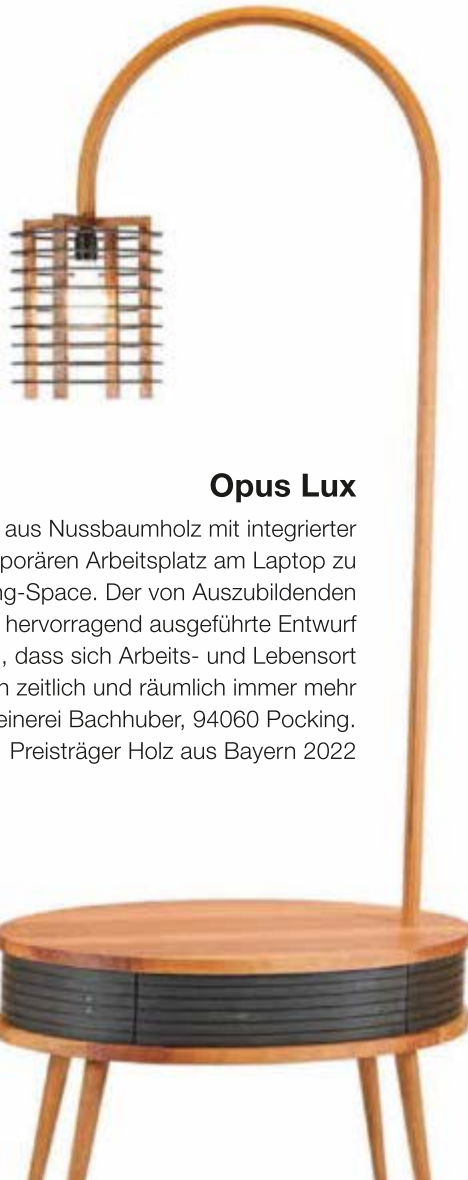 Opus Lux
aus Nussbaumholz mit integrierter
porären Arbeitsplatz am Laptop zu
ng-Space. Der von Auszubildenden
hervorragend ausgeführte Entwurf
, dass sich Arbeits- und Lebensort
n zeitlich und räumlich immer mehr
einerei Bachhuber, 94060 Pocking.
Preisträger Holz aus Bayern 2022